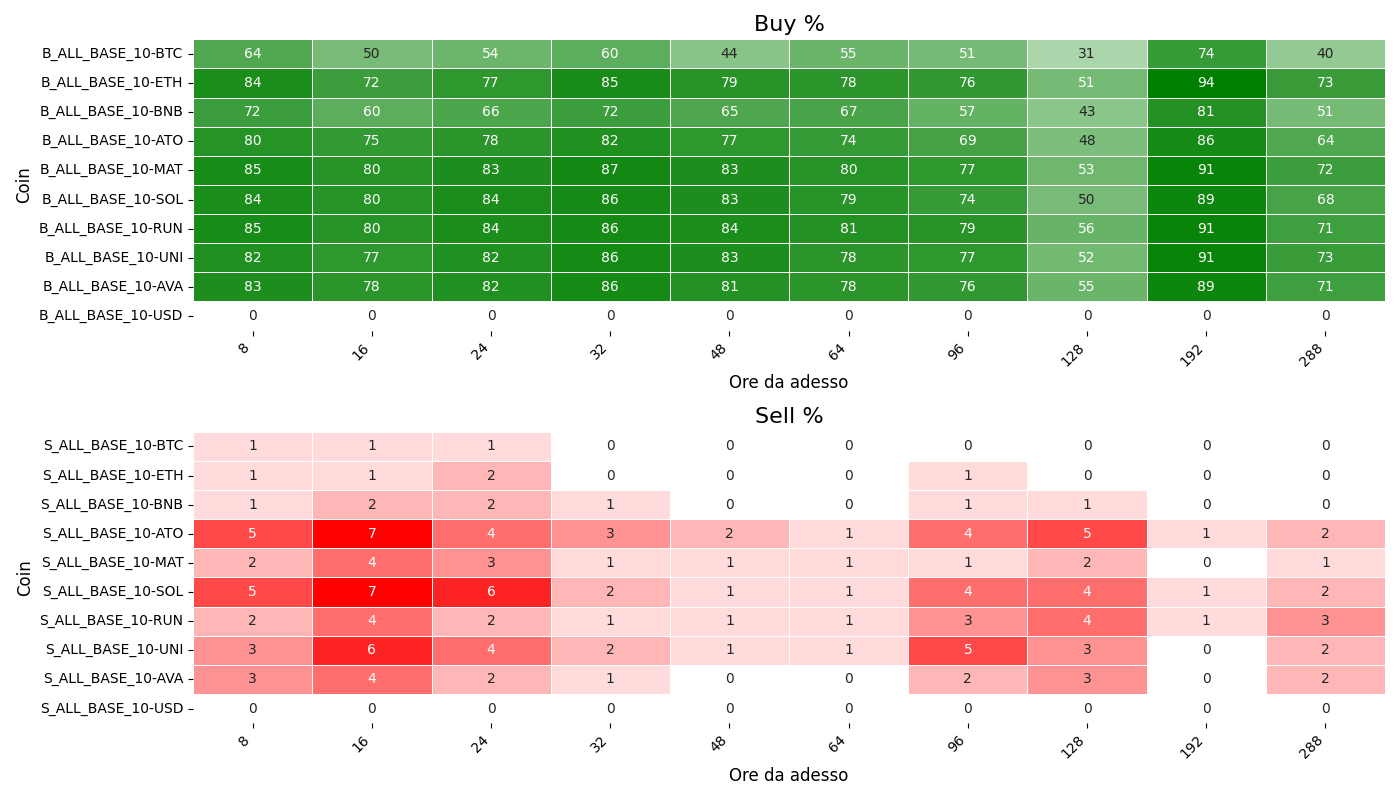 Buy %
Coin
B_ALL_BASE_10-BTC 64 50 54 60 44 55 51 31 74 40
B_ALL_BASE_10-ETH 84 72 77 85 79 78 76 51 94 73
B_ALL_BASE_10-BNB 72 60 66 72 65 67 57 43 81 51
B_ALL_BASE_10-ATO 80 75 78 82 77 74 69 48 86 64
B_ALL_BASE_10-MAT 85 80 83 87 83 80 77 53 91 72
B_ALL_BASE_10-SOL 84 80 84 86 83 79 74 50 89 68
B_ALL_BASE_10-RUN 85 80 84 86 84 81 79 56 91 71
B_ALL_BASE_10-UNI 82 77 82 86 83 78 77 52 91 73
B_ALL_BASE_10-AVA 83 78 82 86 81 78 76 55 89 71
B_ALL_BASE_10-USD 0 0 0 0 0 0 0 0 0 0
8 16 24 32 48 64 96 128 192 288
Ore da adesso
Sell %
Coin
S_ALL_BASE_10-BTC 1 1 1 0 0 0 0 0 0 0
S_ALL_BASE_10-ETH 1 1 2 0 0 0 1 0 0 0
S_ALL_BASE_10-BNB 1 2 2 1 0 0 1 1 0 0
S_ALL_BASE_10-ATO 5 7 4 3 2 1 4 5 1 2
S_ALL_BASE_10-MAT 2 4 3 1 1 1 1 2 0 1
S_ALL_BASE_10-SOL 5 7 6 2 1 1 4 4 1 2
S_ALL_BASE_10-RUN 2 4 2 1 1 1 3 4 1 3
S_ALL_BASE_10-UNI 3 6 4 2 1 1 5 3 0 2
S_ALL_BASE_10-AVA 3 4 2 1 0 0 2 3 0 2
S_ALL_BASE_10-USD 0 0 0 0 0 0 0 0 0 0
8 16 24 32 48 64 96 128 192 288
Ore da adesso